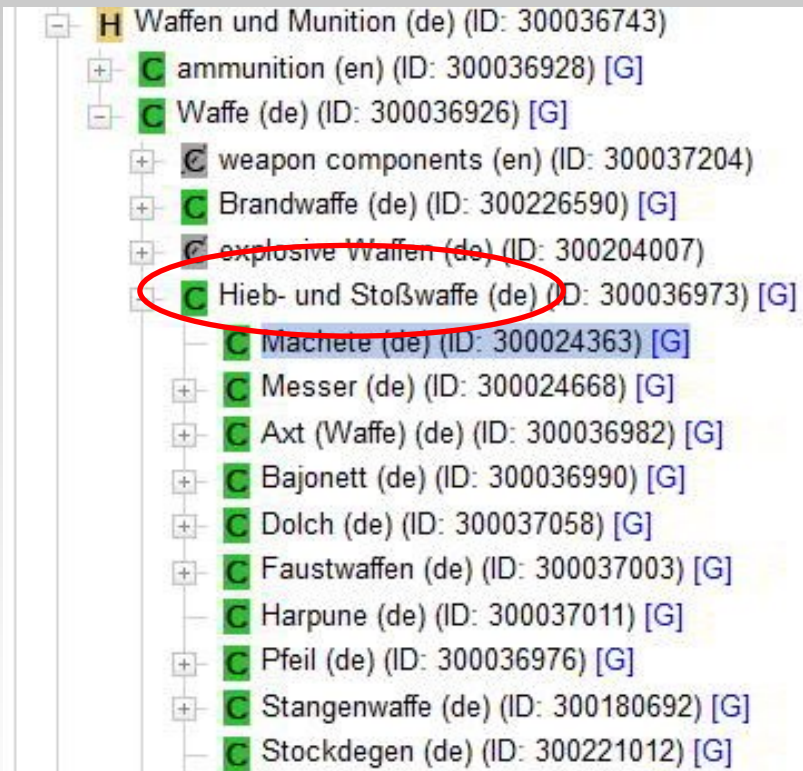 H Waffen und Munition (de) (ID: 300036743)
C ammunition (en) (ID: 300036928) [G]
C Waffe (de) (ID: 300036926) [G]
C weapon components (en) (ID: 300037204)
C Brandwaffe (de) (ID: 300226590) [G]
C explosive Waffen (de) (ID: 300204007)
C Hieb- und Stoßwaffe (de) (ID: 300036973) [G]
C Machete (de) (ID: 300024363) [G]
C Messer (de) (ID: 300024668) [G]
C Axt (Waffe) (de) (ID: 300036982) [G]
C Bajonett (de) (ID: 300036990) [G]
C Dolch (de) (ID: 300037058) [G]
C Faustwaffen (de) (ID: 300037003) [G]
C Harpune (de) (ID: 300037011) [G]
C Pfeil (de) (ID: 300036976) [G]
C Stangenwaffe (de) (ID: 300180692) [G]
C Stockdegen (de) (ID: 300221012) [G]